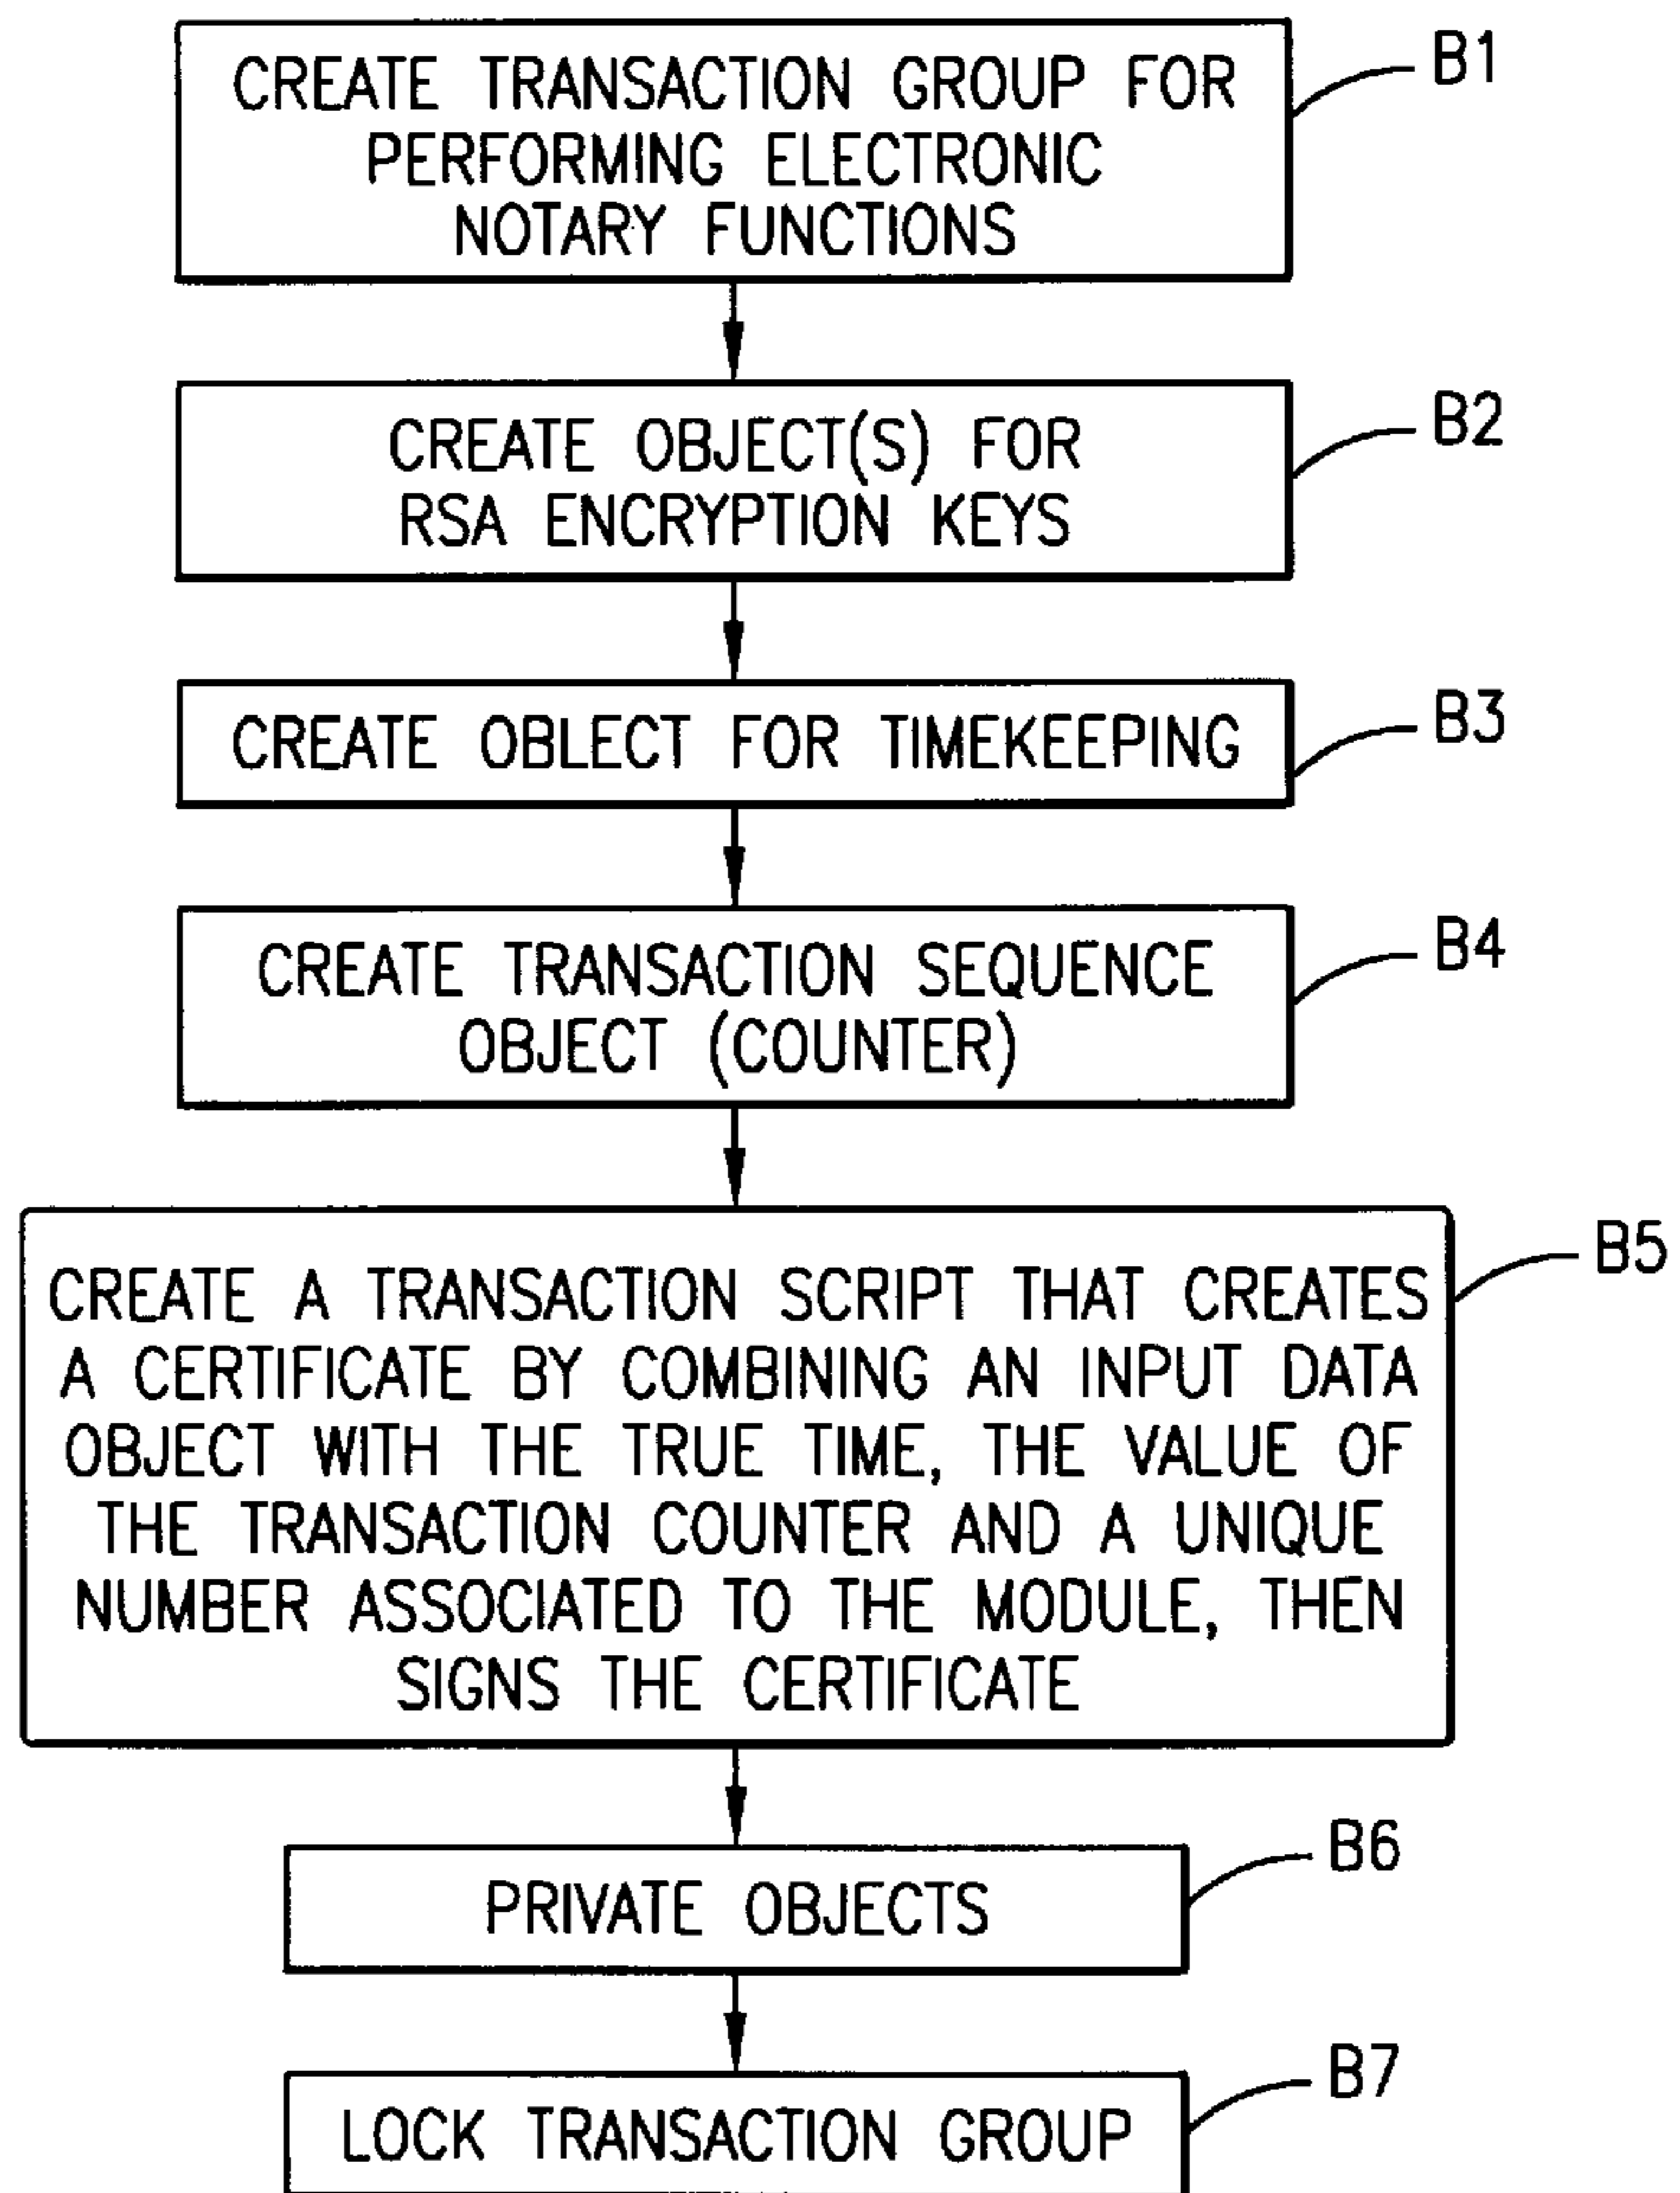 CREATE TRANSACTION GROUP FOR
PERFORMING ELECTRONIC
NOTARY FUNCTIONS
B1
CREATE OBJECT(S) FOR
RSA ENCRYPTION KEYS
B2
CREATE OBLECT FOR TIMEKEEPING
B3
CREATE TRANSACTION SEQUENCE
OBJECT (COUNTER)
B4
CREATE A TRANSACTION SCRIPT THAT CREATES
A CERTIFICATE BY COMBINING AN INPUT DATA
OBJECT WITH THE TRUE TIME, THE VALUE OF
THE TRANSACTION COUNTER AND A UNIQUE
NUMBER ASSOCIATED TO THE MODULE, THEN
SIGNS THE CERTIFICATE
B5
PRIVATE OBJECTS
B6
LOCK TRANSACTION GROUP
B7